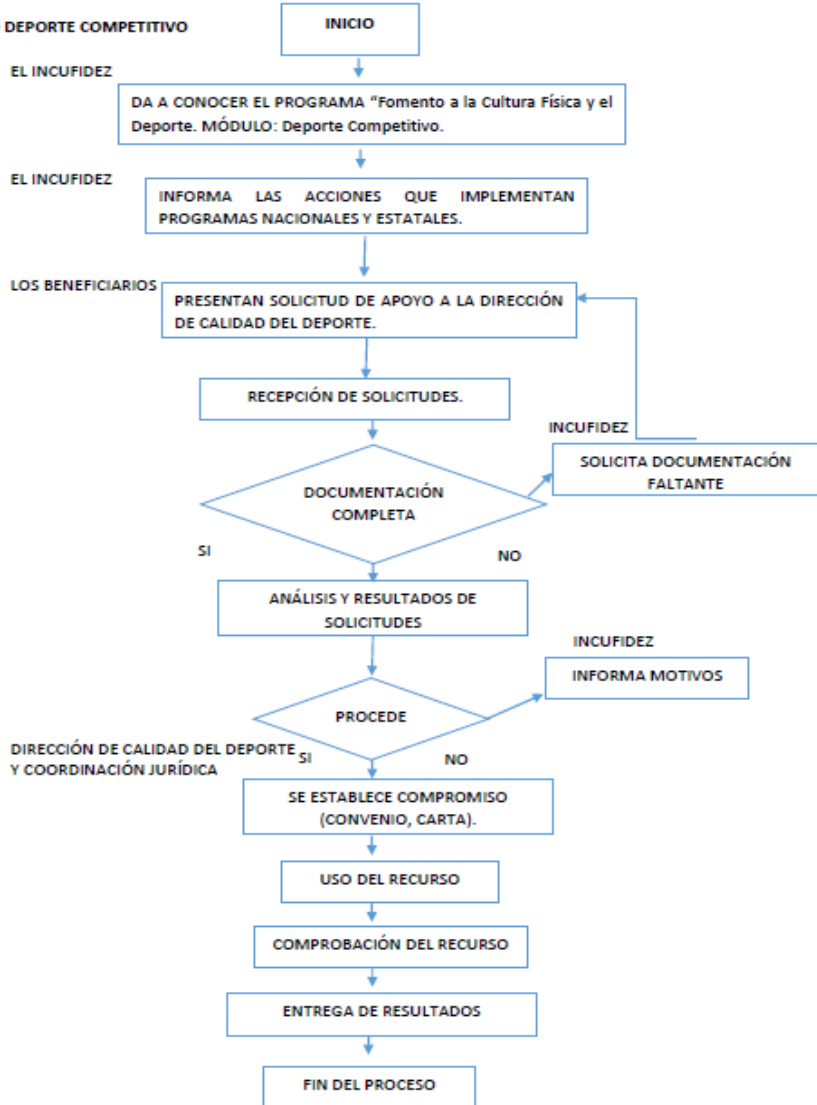 DEPORTE COMPETITIVO
INICIO
EL INCUFIDEZ
DA A CONOCER EL PROGRAMA "Fomento a la Cultura Física y el
Deporte. MÓDULO: Deporte Competitivo.
EL INCUFIDEZ
INFORMA LAS ACCIONES QUE IMPLEMENTAN
PROGRAMAS NACIONALES Y ESTATALES.
LOS BENEFICIARIOS
PRESENTAN SOLICITUD DE APOYO A LA DIRECCIÓN
DE CALIDAD DEL DEPORTE.
RECEPCIÓN DE SOLICITUDES.
INCUFIDEZ
SOLICITA DOCUMENTACIÓN
FALTANTE
DOCUMENTACIÓN
COMPLETA
SI
NO
ANÁLISIS Y RESULTADOS DE
SOLICITUDES
INCUFIDEZ
INFORMA MOTIVOS
PROCEDE
DIRECCIÓN DE CALIDAD DEL DEPORTE
Y COORDINACIÓN JURÍDICA
SI
NO
SE ESTABLECE COMPROMISO
(CONVENIO, CARTA).
USO DEL RECURSO
COMPROBACIÓN DEL RECURSO
ENTREGA DE RESULTADOS
FIN DEL PROCESO